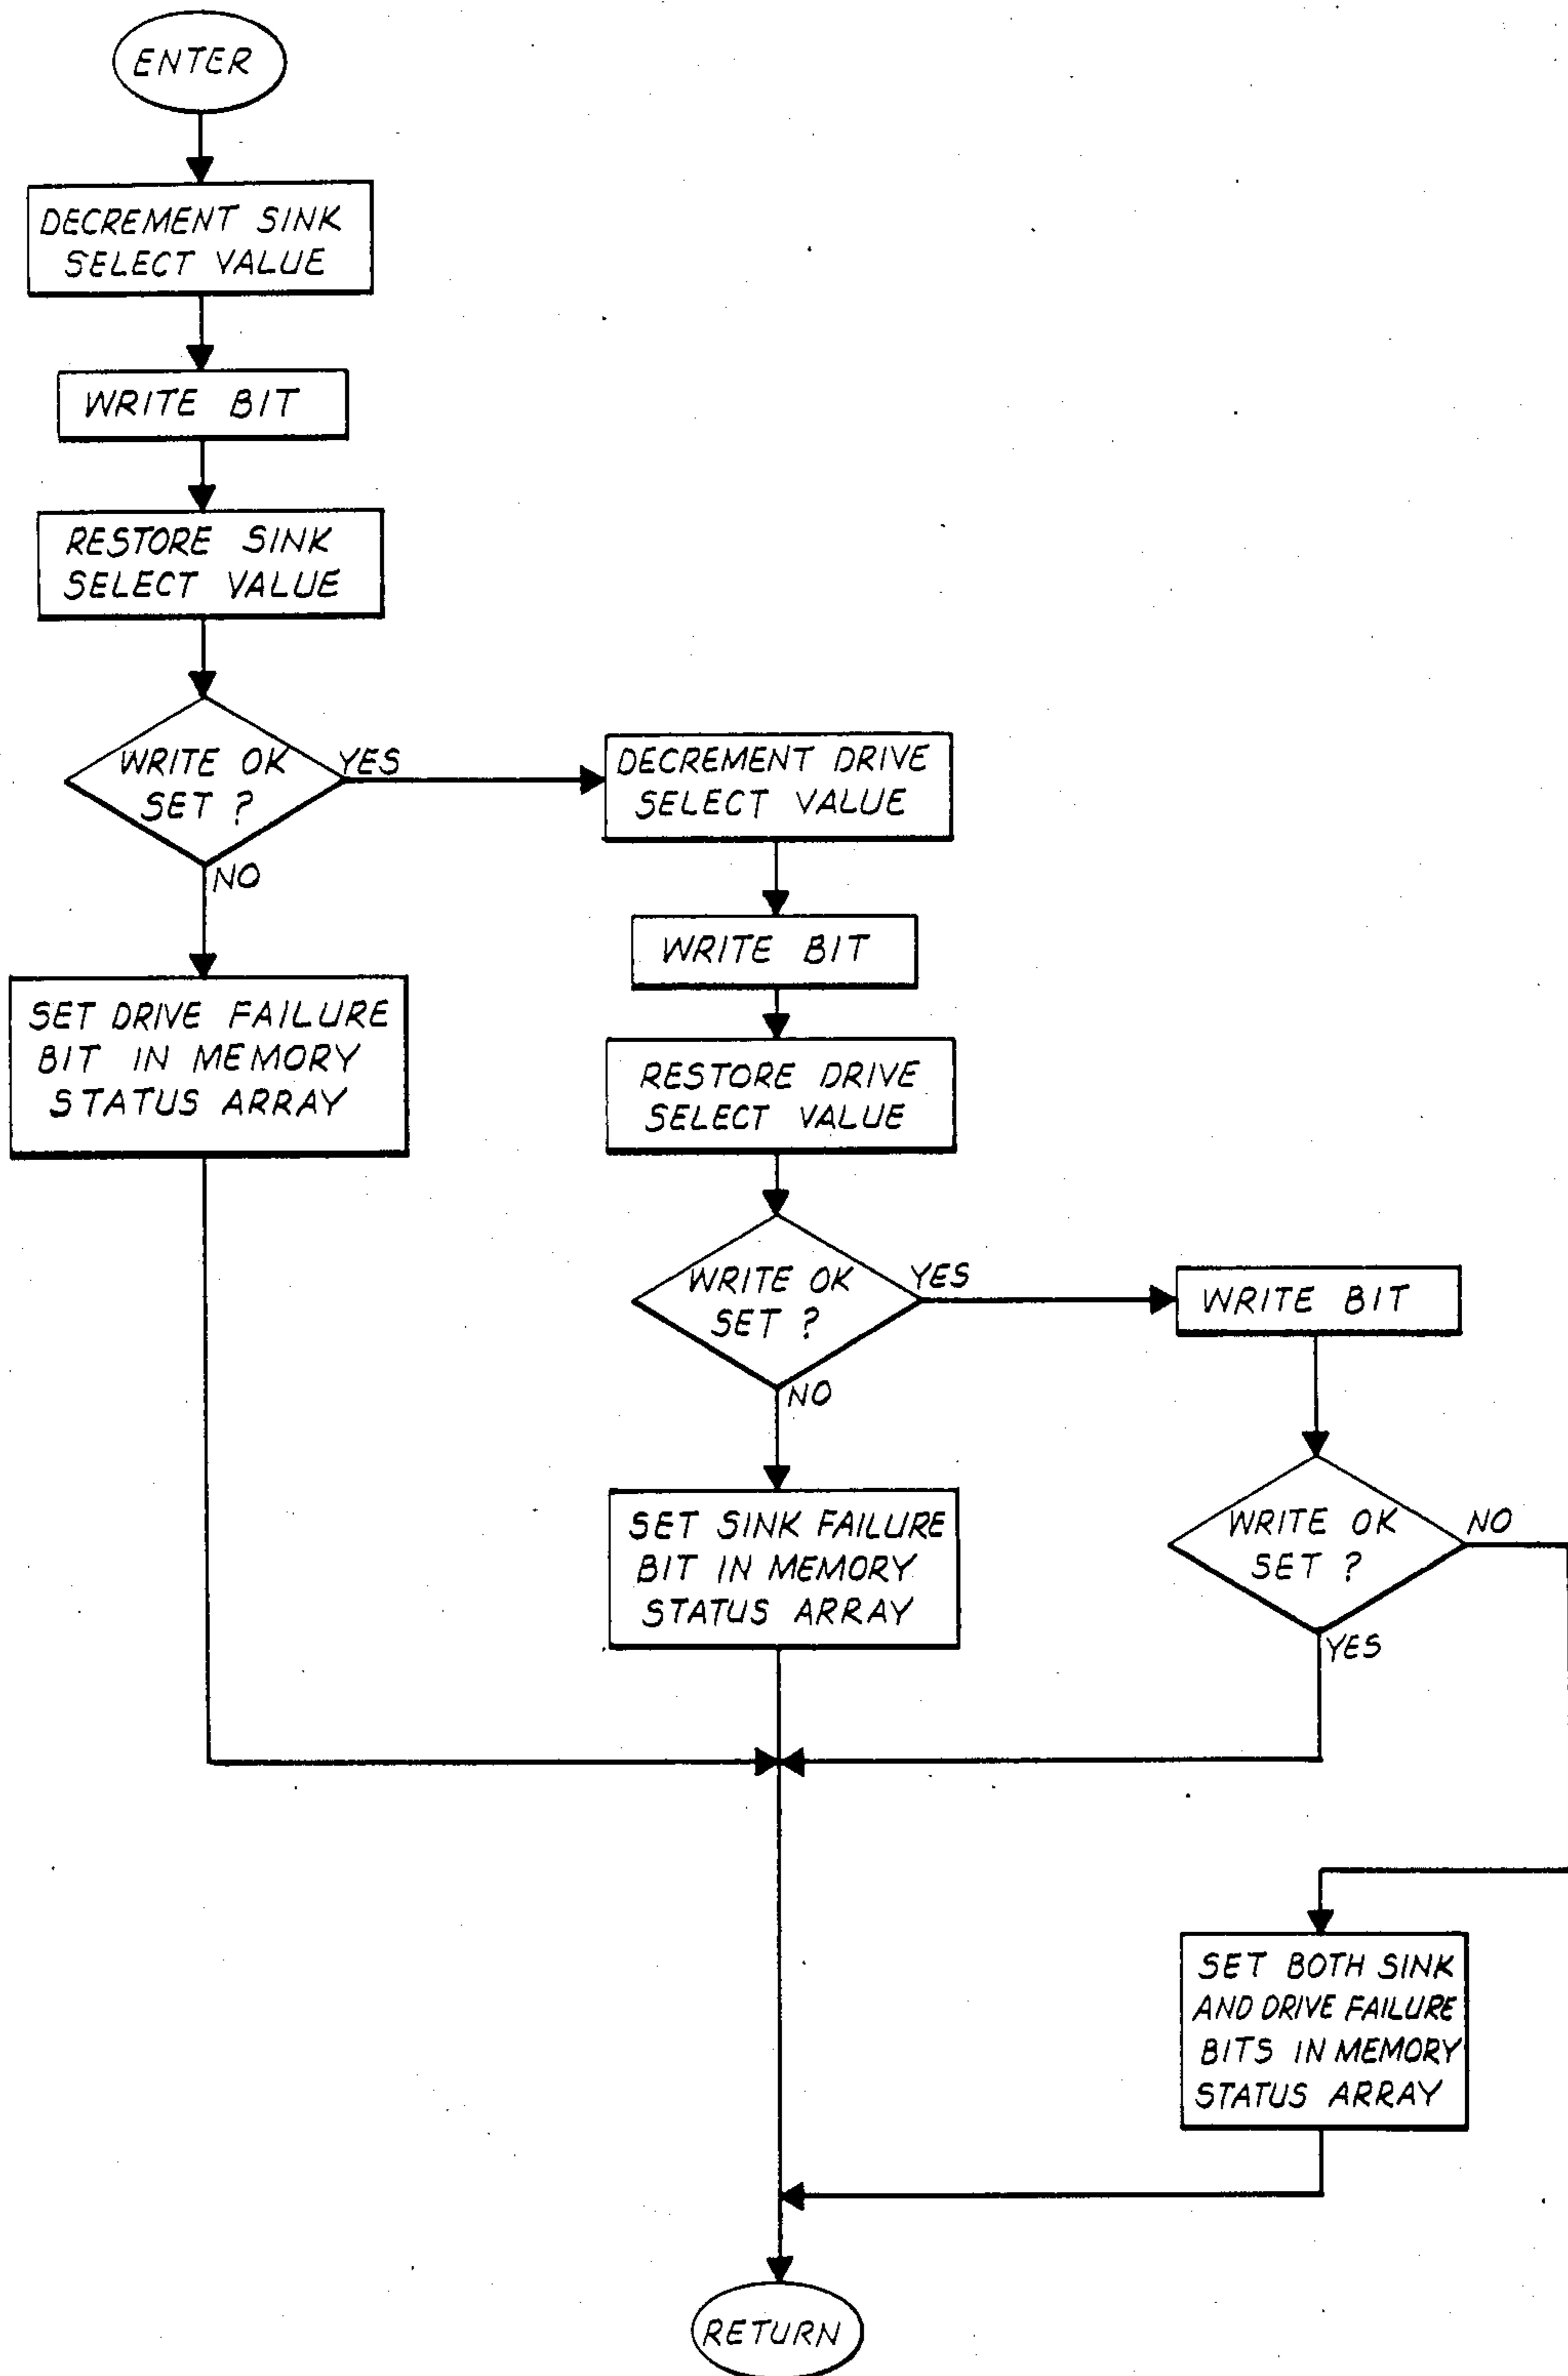 ENTER
DECREMENT SINK
SELECT VALUE
WRITE BIT
RESTORE SINK
SELECT VALUE
WRITE OK
SET ?
YES
NO
SET DRIVE FAILURE
BIT IN MEMORY
STATUS ARRAY
DECREMENT DRIVE
SELECT VALUE
WRITE BIT
RESTORE DRIVE
SELECT VALUE
WRITE OK
SET ?
YES
NO
SET SINK FAILURE
BIT IN MEMORY
STATUS ARRAY
WRITE BIT
WRITE OK
SET ?
NO
YES
SET BOTH SINK
AND DRIVE FAILURE
BITS IN MEMORY
STATUS ARRAY
RETURN